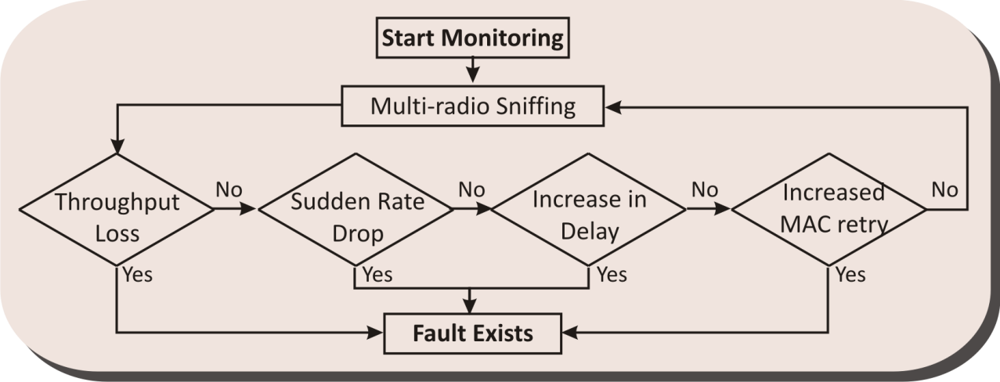 Start Monitoring
Multi-radio Sniffing
Throughput
Loss
No
Sudden Rate
Drop
No
Increase in
Delay
No
Increased
MAC retry
No
Yes
Yes
Yes
Yes
Fault Exists